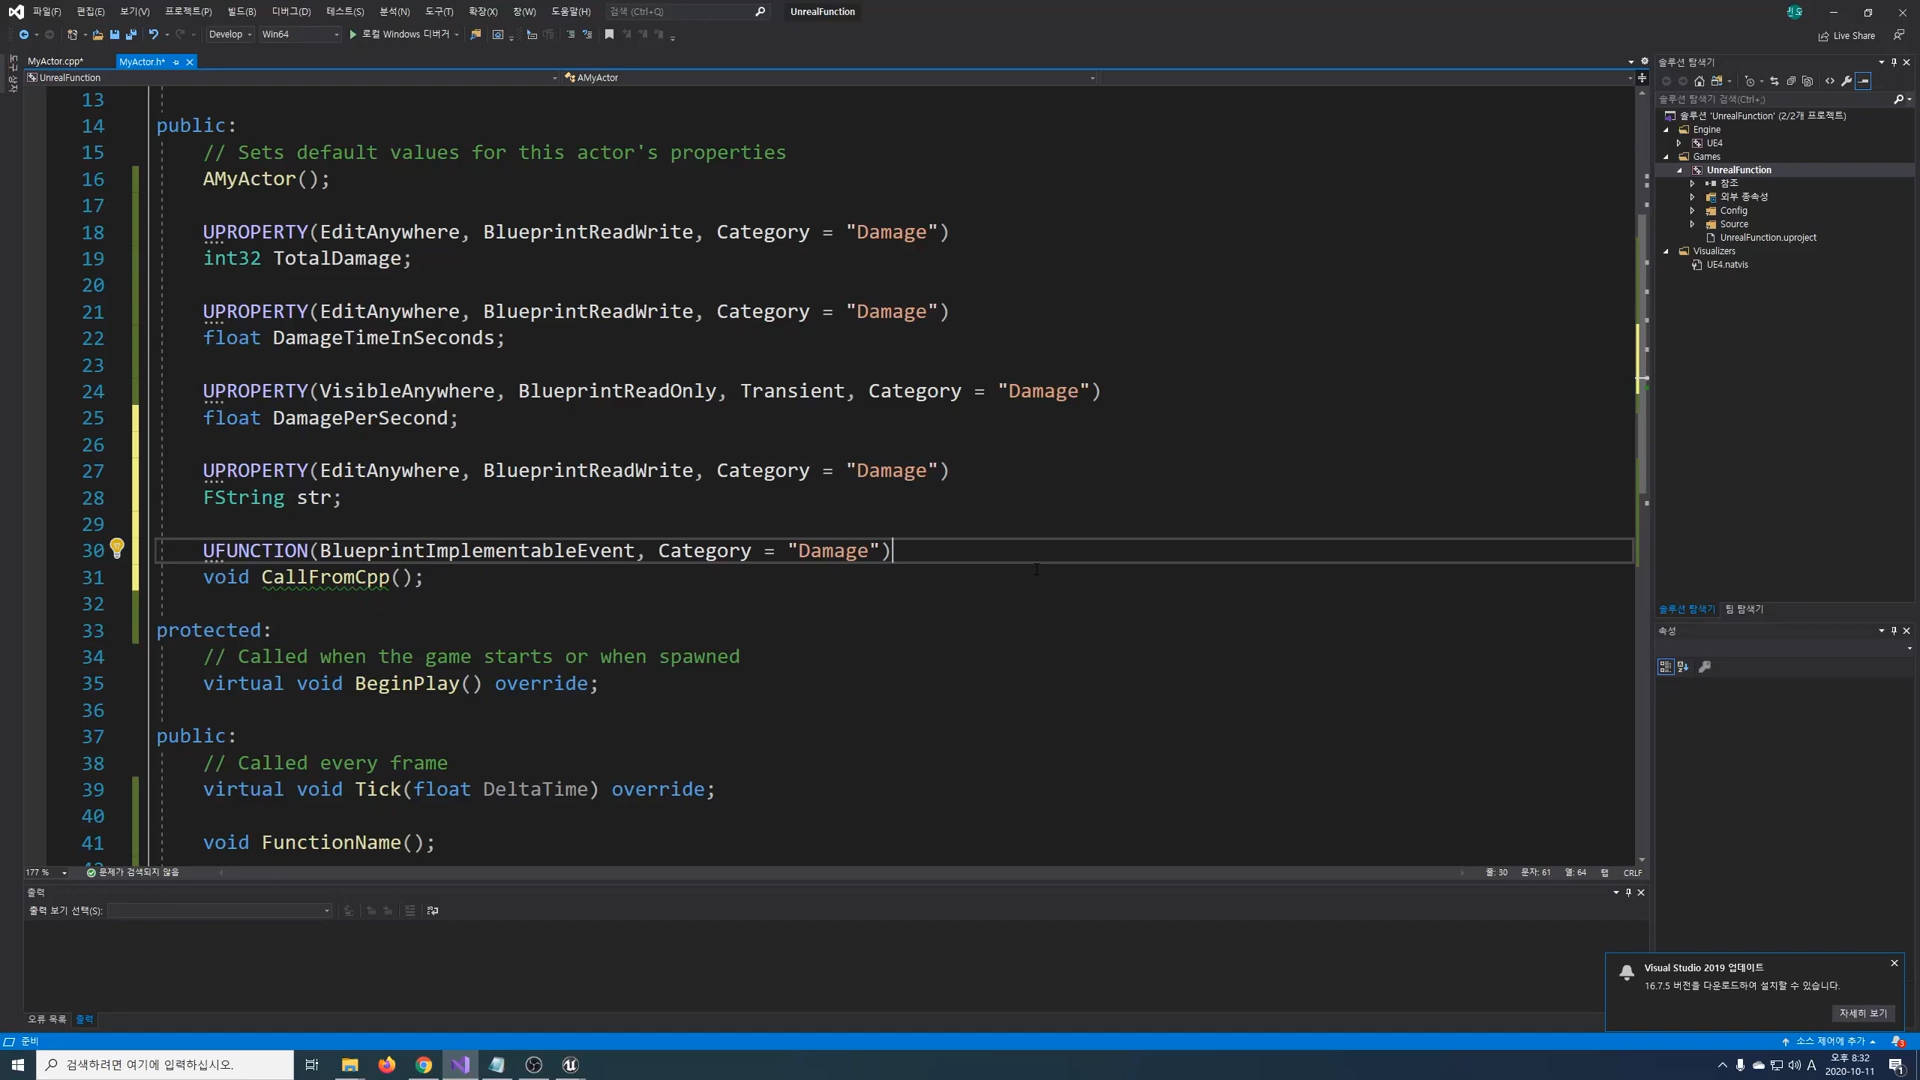 파일(F) 편집(E) 보기(V) 프로젝트(P) 빌드(B) 디버그(D) 테스트(S) 분석(N) 도구(T) 확장(X) 창(W) 도움말(H) 검색 (Ctrl+Q) UnrealFunction
Develop Win64 로컬 Windows 디버거 Live Share
MyActor.cpp* MyActor.h*
UnrealFunction AMyActor
13
14 public:
15 // Sets default values for this actor's properties
16 AMyActor();
17
18 UPROPERTY(EditAnywhere, BlueprintReadWrite, Category = "Damage")
19 int32 TotalDamage;
20
21 UPROPERTY(EditAnywhere, BlueprintReadWrite, Category = "Damage")
22 float DamageTimeInSeconds;
23
24 UPROPERTY(VisibleAnywhere, BlueprintReadOnly, Transient, Category = "Damage")
25 float DamagePerSecond;
26
27 UPROPERTY(EditAnywhere, BlueprintReadWrite, Category = "Damage")
28 FString str;
29
30 UFUNCTION(BlueprintImplementableEvent, Category = "Damage")
31 void CallFromCpp();
32
33 protected:
34 // Called when the game starts or when spawned
35 virtual void BeginPlay() override;
36
37 public:
38 // Called every frame
39 virtual void Tick(float DeltaTime) override;
40
41 void FunctionName();
177 % 문제가 검색되지 않음 줄: 30 문자: 61 열: 64 탭 CRLF
출력
출력 보기 선택(S):
오류 목록 출력
솔루션 탐색기
솔루션 탐색기 검색(Ctrl+;)
솔루션 'UnrealFunction' (2/2개 프로젝트)
Engine
UE4
Games
UnrealFunction
참조
외부 종속성
Config
Source
UnrealFunction.uproject
Visualizers
UE4.natvis
솔루션 탐색기 팀 탐색기
속성
Visual Studio 2019 업데이트
16.7.5 버전을 다운로드하여 설치할 수 있습니다.
자세히 보기
준비 소스 제어에 추가
검색하려면 여기에 입력하십시오.
A 오후 8:32
2020-10-11